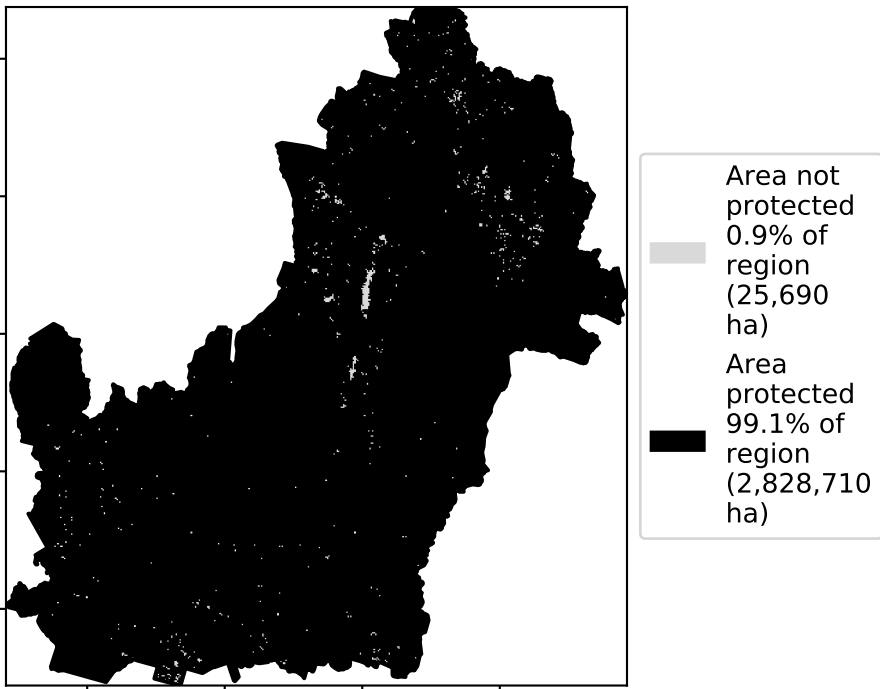 Area not
protected
0.9% of
region
(25,690
ha)
Area
protected
99.1% of
region
(2,828,710
ha)